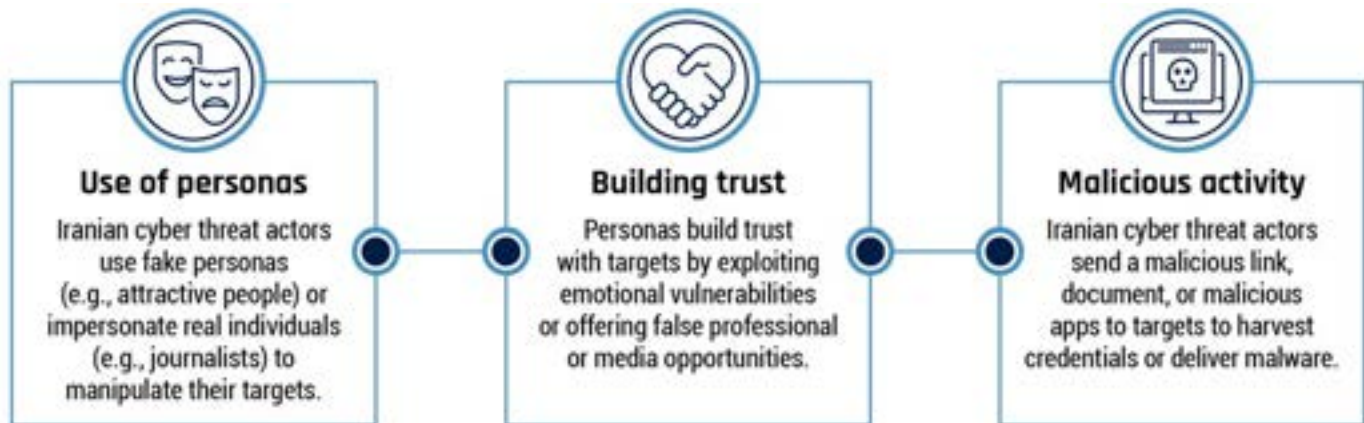 Use of personas
Iranian cyber threat actors
use fake personas
(e.g., attractive people) or
impersonate real individuals
(e.g., journalists) to
manipulate their targets.
Building trust
Personas build trust
with targets by exploiting
emotional vulnerabilities
or offering false professional
or media opportunities.
Malicious activity
Iranian cyber threat actors
send a malicious link,
document, or malicious
apps to targets to harvest
credentials or deliver malware.